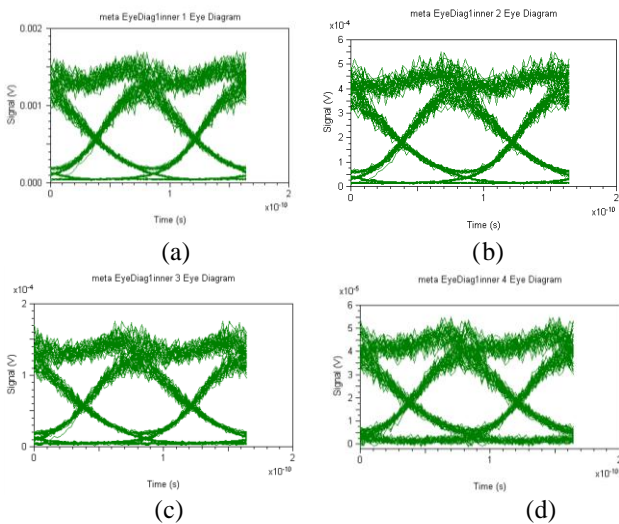 meta EyeDiag1inner 1 Eye Diagram
0.002
0.001
0.000
Signal (V)
0
1
2
x10⁻¹⁰
Time (s)
(a)
meta EyeDiag1inner 2 Eye Diagram
x10⁻⁴
6
5
4
3
2
1
0
Signal (V)
0
1
2
x10⁻¹⁰
Time (s)
(b)
meta EyeDiag1inner 3 Eye Diagram
x10⁻⁴
2
1
0
Signal (V)
0
1
2
x10⁻¹⁰
Time (s)
(c)
meta EyeDiag1inner 4 Eye Diagram
x10⁻⁵
6
5
4
3
2
1
0
Signal (V)
0
1
2
x10⁻¹⁰
Time (s)
(d)